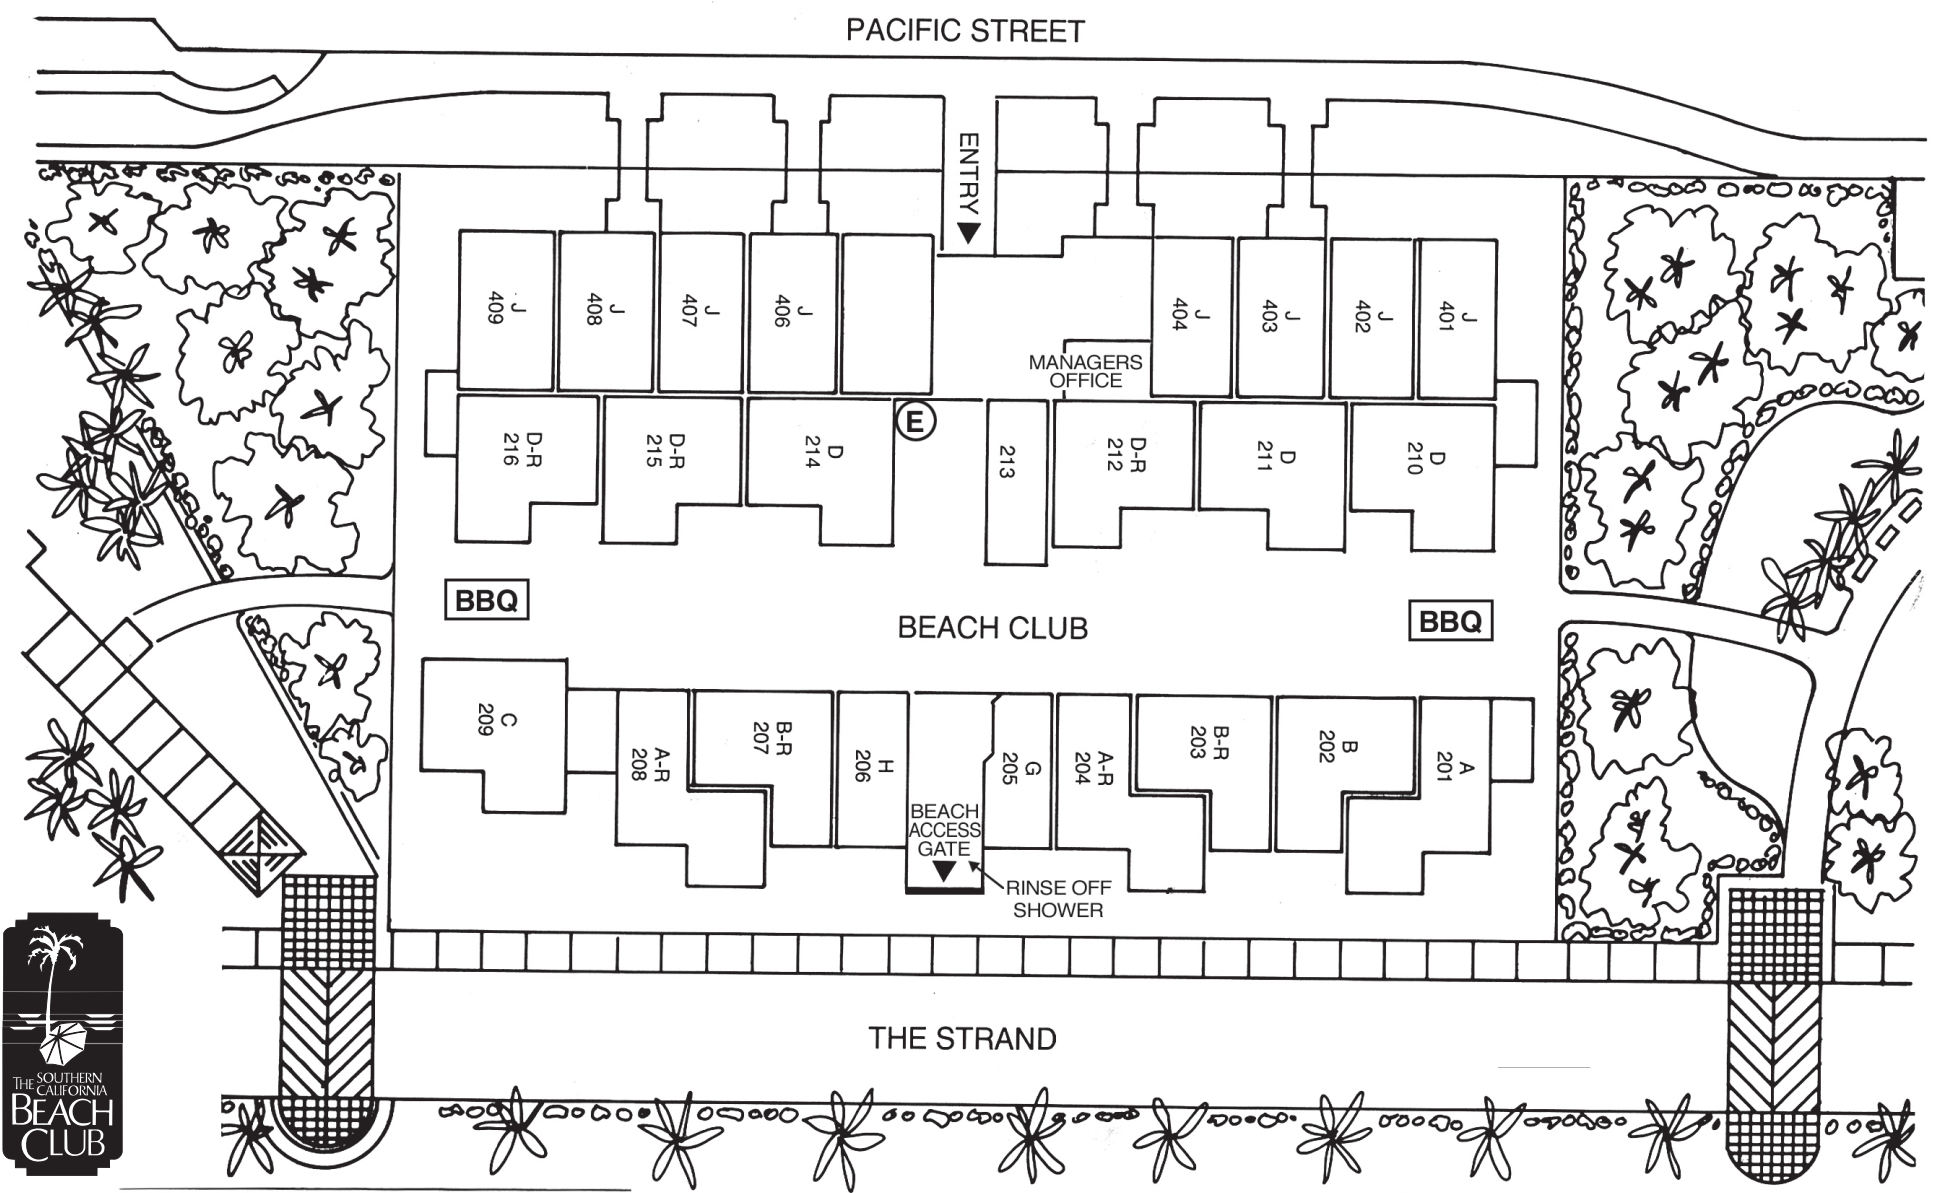 PACIFIC STREET
ENTRY
J
409
J
408
J
407
J
406
J
404
J
403
J
402
J
401
MANAGERS
OFFICE
E
D-R
216
D-R
215
D
214
213
D-R
212
D
211
D
210
BBQ
BEACH CLUB
BBQ
C
209
A-R
208
B-R
207
H
206
G
205
A-R
204
B-R
203
B
202
A
201
BEACH
ACCESS
GATE
RINSE OFF
SHOWER
THE STRAND
THE SOUTHERN
CALIFORNIA
BEACH
CLUB